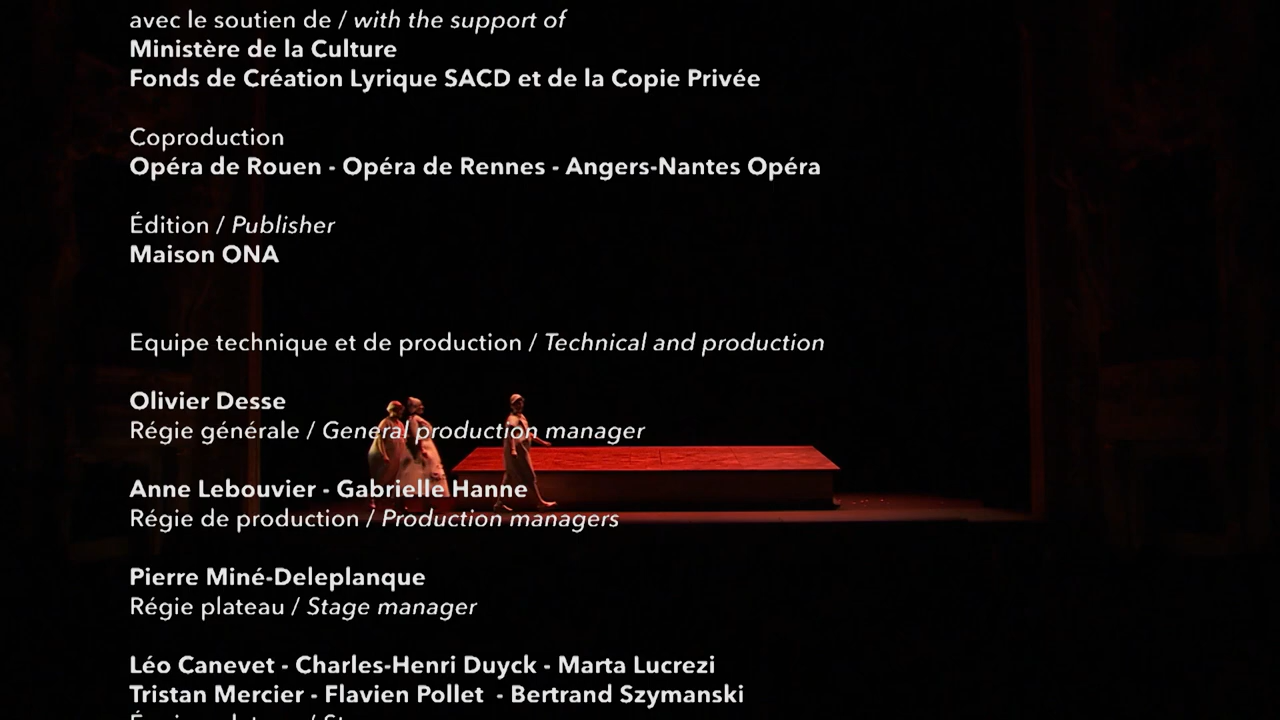 avec le soutien de / with the support of
Ministère de la Culture
Fonds de Création Lyrique SACD et de la Copie Privée
Coproduction
Opéra de Rouen - Opéra de Rennes - Angers-Nantes Opéra
Édition / Publisher
Maison ONA
Equipe technique et de production / Technical and production
Olivier Desse
Régie générale / General production manager
Anne Lebouvier - Gabrielle Hanne
Régie de production / Production managers
Pierre Miné-Deleplanque
Régie plateau / Stage manager
Léo Canevet - Charles-Henri Duyck - Marta Lucrezi
Tristan Mercier - Flavien Pollet - Bertrand Szymanski